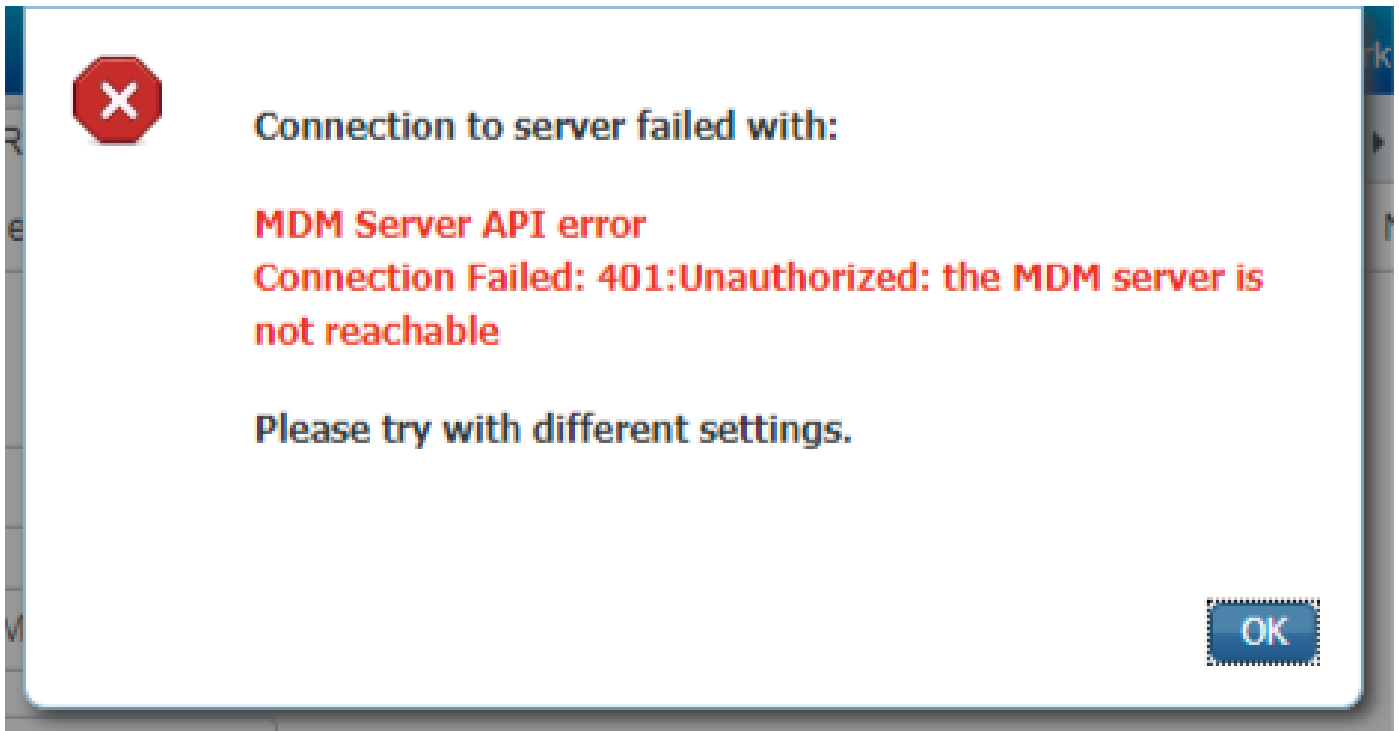 Connection to server failed with:
MDM Server API error
Connection Failed: 401:Unauthorized: the MDM server is
not reachable
Please try with different settings.
OK